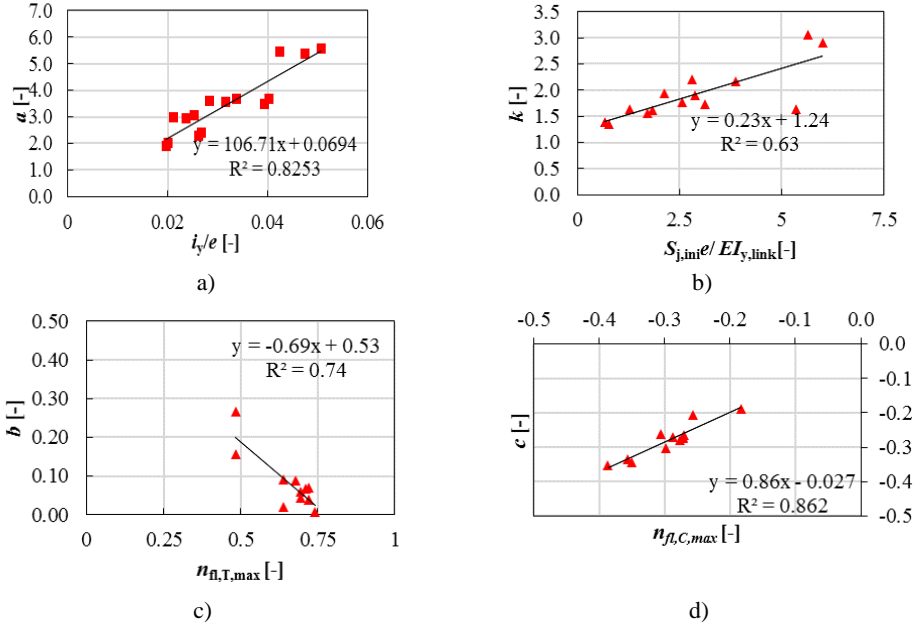 7.0
6.0
5.0
4.0
3.0
2.0
1.0
0.0
a [-]
y = 106.71x + 0.0694
R² = 0.8253
0 0.02 0.04 0.06
i_y/e [-]
a)
3.5
3.0
2.5
2.0
1.5
1.0
0.5
0.0
k [-]
y = 0.23x + 1.24
R² = 0.63
0 2.5 5 7.5
S_j,ini e/ EI_y,link [-]
b)
0.50
0.40
0.30
0.20
0.10
0.00
b [-]
y = -0.69x + 0.53
R² = 0.74
0 0.25 0.5 0.75 1
n_fl,T,max [-]
c)
-0.5 -0.4 -0.3 -0.2 -0.1 0.0
0.0
-0.1
-0.2
-0.3
-0.4
-0.5
c [-]
y = 0.86x - 0.027
R² = 0.862
n_fl,C,max [-]
d)